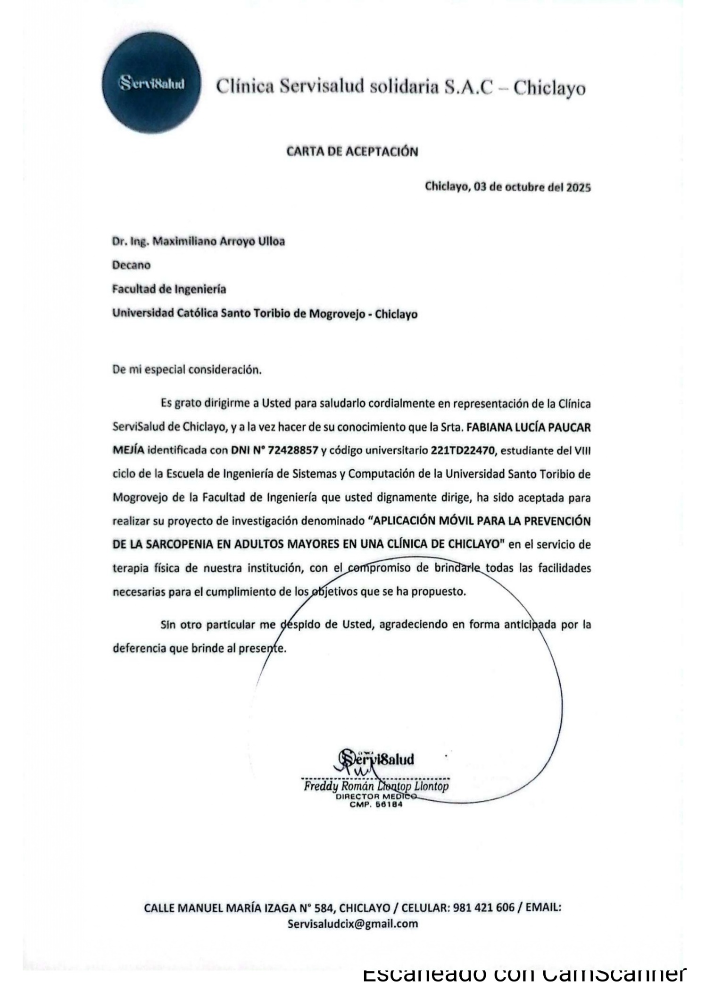 ServiSalud
Clínica Servisalud solidaria S.A.C – Chiclayo
CARTA DE ACEPTACIÓN
Chiclayo, 03 de octubre del 2025
Dr. Ing. Maximiliano Arroyo Ulloa
Decano
Facultad de Ingeniería
Universidad Católica Santo Toribio de Mogrovejo - Chiclayo
De mi especial consideración.
Es grato dirigirme a Usted para saludarlo cordialmente en representación de la Clínica
ServiSalud de Chiclayo, y a la vez hacer de su conocimiento que la Srta. FABIANA LUCÍA PAUCAR
MEJÍA identificada con DNI N° 72428857 y código universitario 221TD22470, estudiante del VIII
ciclo de la Escuela de Ingeniería de Sistemas y Computación de la Universidad Santo Toribio de
Mogrovejo de la Facultad de Ingeniería que usted dignamente dirige, ha sido aceptada para
realizar su proyecto de investigación denominado “APLICACIÓN MÓVIL PARA LA PREVENCIÓN
DE LA SARCOPENIA EN ADULTOS MAYORES EN UNA CLÍNICA DE CHICLAYO" en el servicio de
terapia física de nuestra institución, con el compromiso de brindarle todas las facilidades
necesarias para el cumplimiento de los objetivos que se ha propuesto.
Sin otro particular me despido de Usted, agradeciendo en forma anticipada por la
deferencia que brinde al presente.
ServiSalud
Freddy Román Llontop Llontop
DIRECTOR MEDICO
CMP. 56184
CALLE MANUEL MARÍA IZAGA N° 584, CHICLAYO / CELULAR: 981 421 606 / EMAIL:
Servisaludcix@gmail.com
Escaneado con CamScanner